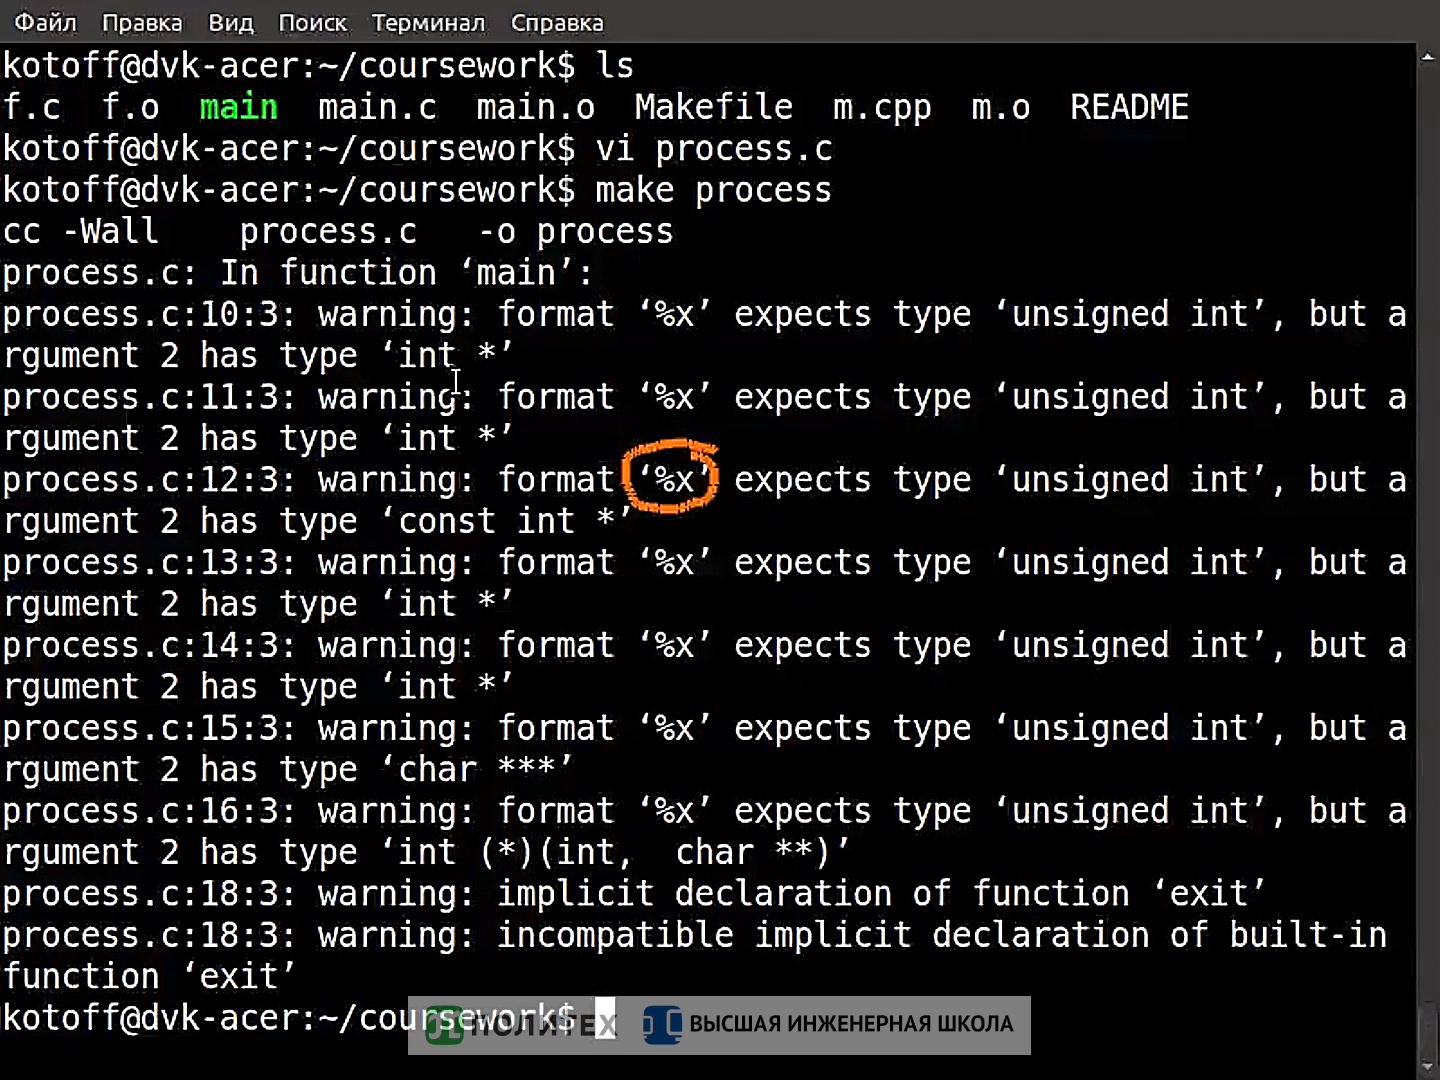 Файл Правка Вид Поиск Терминал Справка
kotoff@dvk-acer:~/coursework$ ls
f.c f.o main main.c main.o Makefile m.cpp m.o README
kotoff@dvk-acer:~/coursework$ vi process.c
kotoff@dvk-acer:~/coursework$ make process
cc -Wall    process.c   -o process
process.c: In function ‘main’:
process.c:10:3: warning: format ‘%x’ expects type ‘unsigned int’, but a
rgument 2 has type ‘int *’
process.c:11:3: warning: format ‘%x’ expects type ‘unsigned int’, but a
rgument 2 has type ‘int *’
process.c:12:3: warning: format ‘%x’ expects type ‘unsigned int’, but a
rgument 2 has type ‘const int *’
process.c:13:3: warning: format ‘%x’ expects type ‘unsigned int’, but a
rgument 2 has type ‘int *’
process.c:14:3: warning: format ‘%x’ expects type ‘unsigned int’, but a
rgument 2 has type ‘int *’
process.c:15:3: warning: format ‘%x’ expects type ‘unsigned int’, but a
rgument 2 has type ‘char ***’
process.c:16:3: warning: format ‘%x’ expects type ‘unsigned int’, but a
rgument 2 has type ‘int (*)(int,  char **)’
process.c:18:3: warning: implicit declaration of function ‘exit’
process.c:18:3: warning: incompatible implicit declaration of built-in
function ‘exit’
kotoff@dvk-acer:~/coursework$
ПОЛИТЕХ ВЫСШАЯ ИНЖЕНЕРНАЯ ШКОЛА